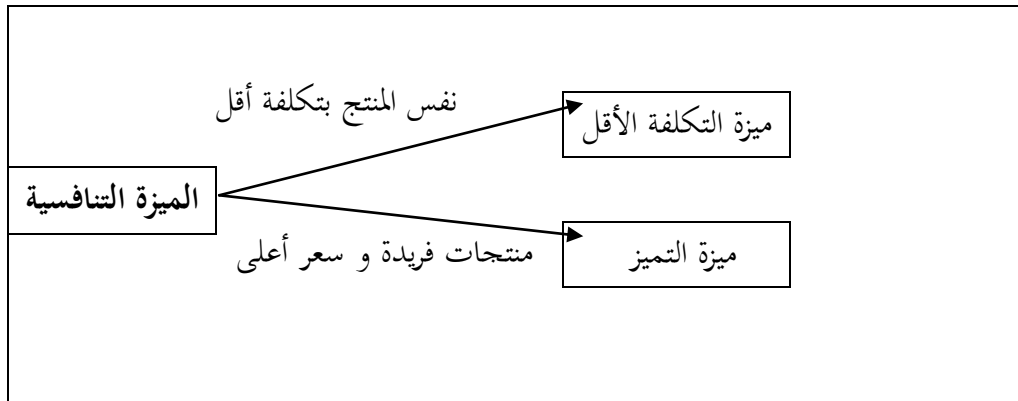 نفس المنتج بتكلفة أقل
ميزة التكلفة الأقل
الميزة التنافسية
منتجات فريدة و سعر أعلى
ميزة التميز